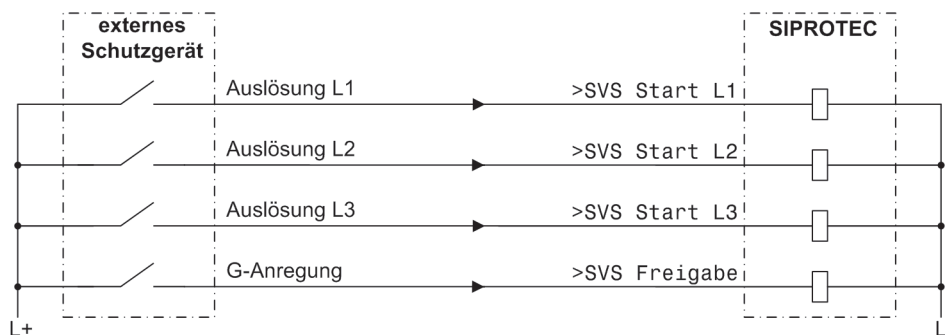 externes
Schutzgerät
SIPROTEC
Auslösung L1
>SVS Start L1
Auslösung L2
>SVS Start L2
Auslösung L3
>SVS Start L3
G-Anregung
>SVS Freigabe
L+
L